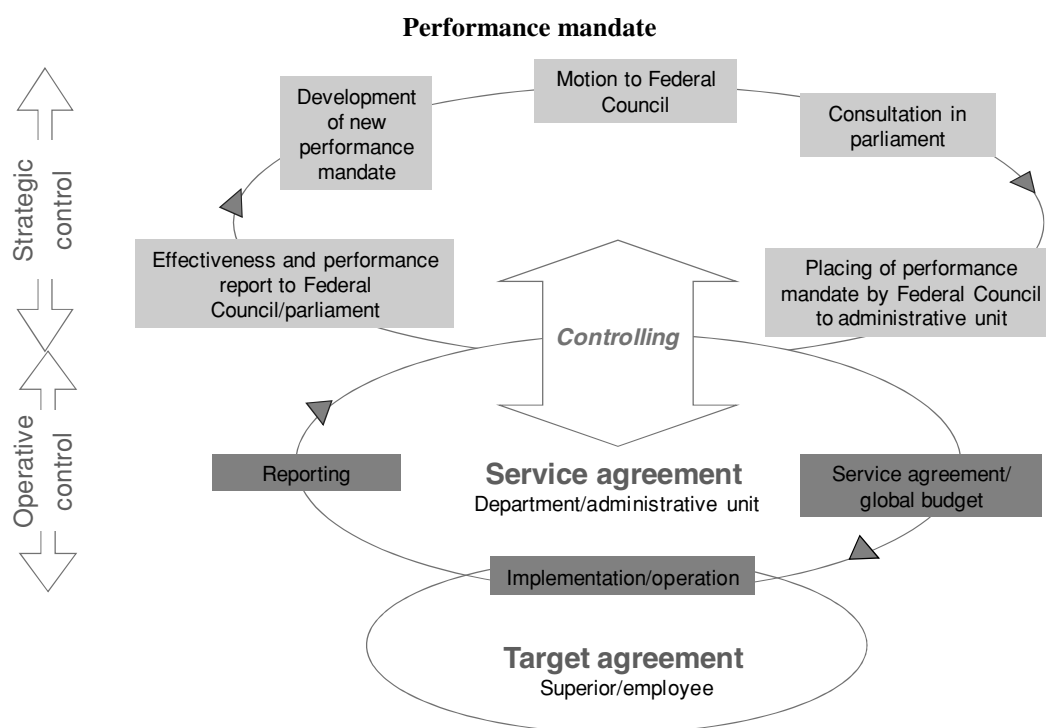 Performance mandate
Motion to Federal
Council
Development
of new
performance
mandate
Consultation in
parliament
Strategic
control
Effectiveness and performance
report to Federal
Council/parliament
Placing of performance
mandate by Federal Council
to administrative unit
Controlling
Operative
control
Reporting
Service agreement
Department/administrative unit
Service agreement/
global budget
Implementation/operation
Target agreement
Superior/employee